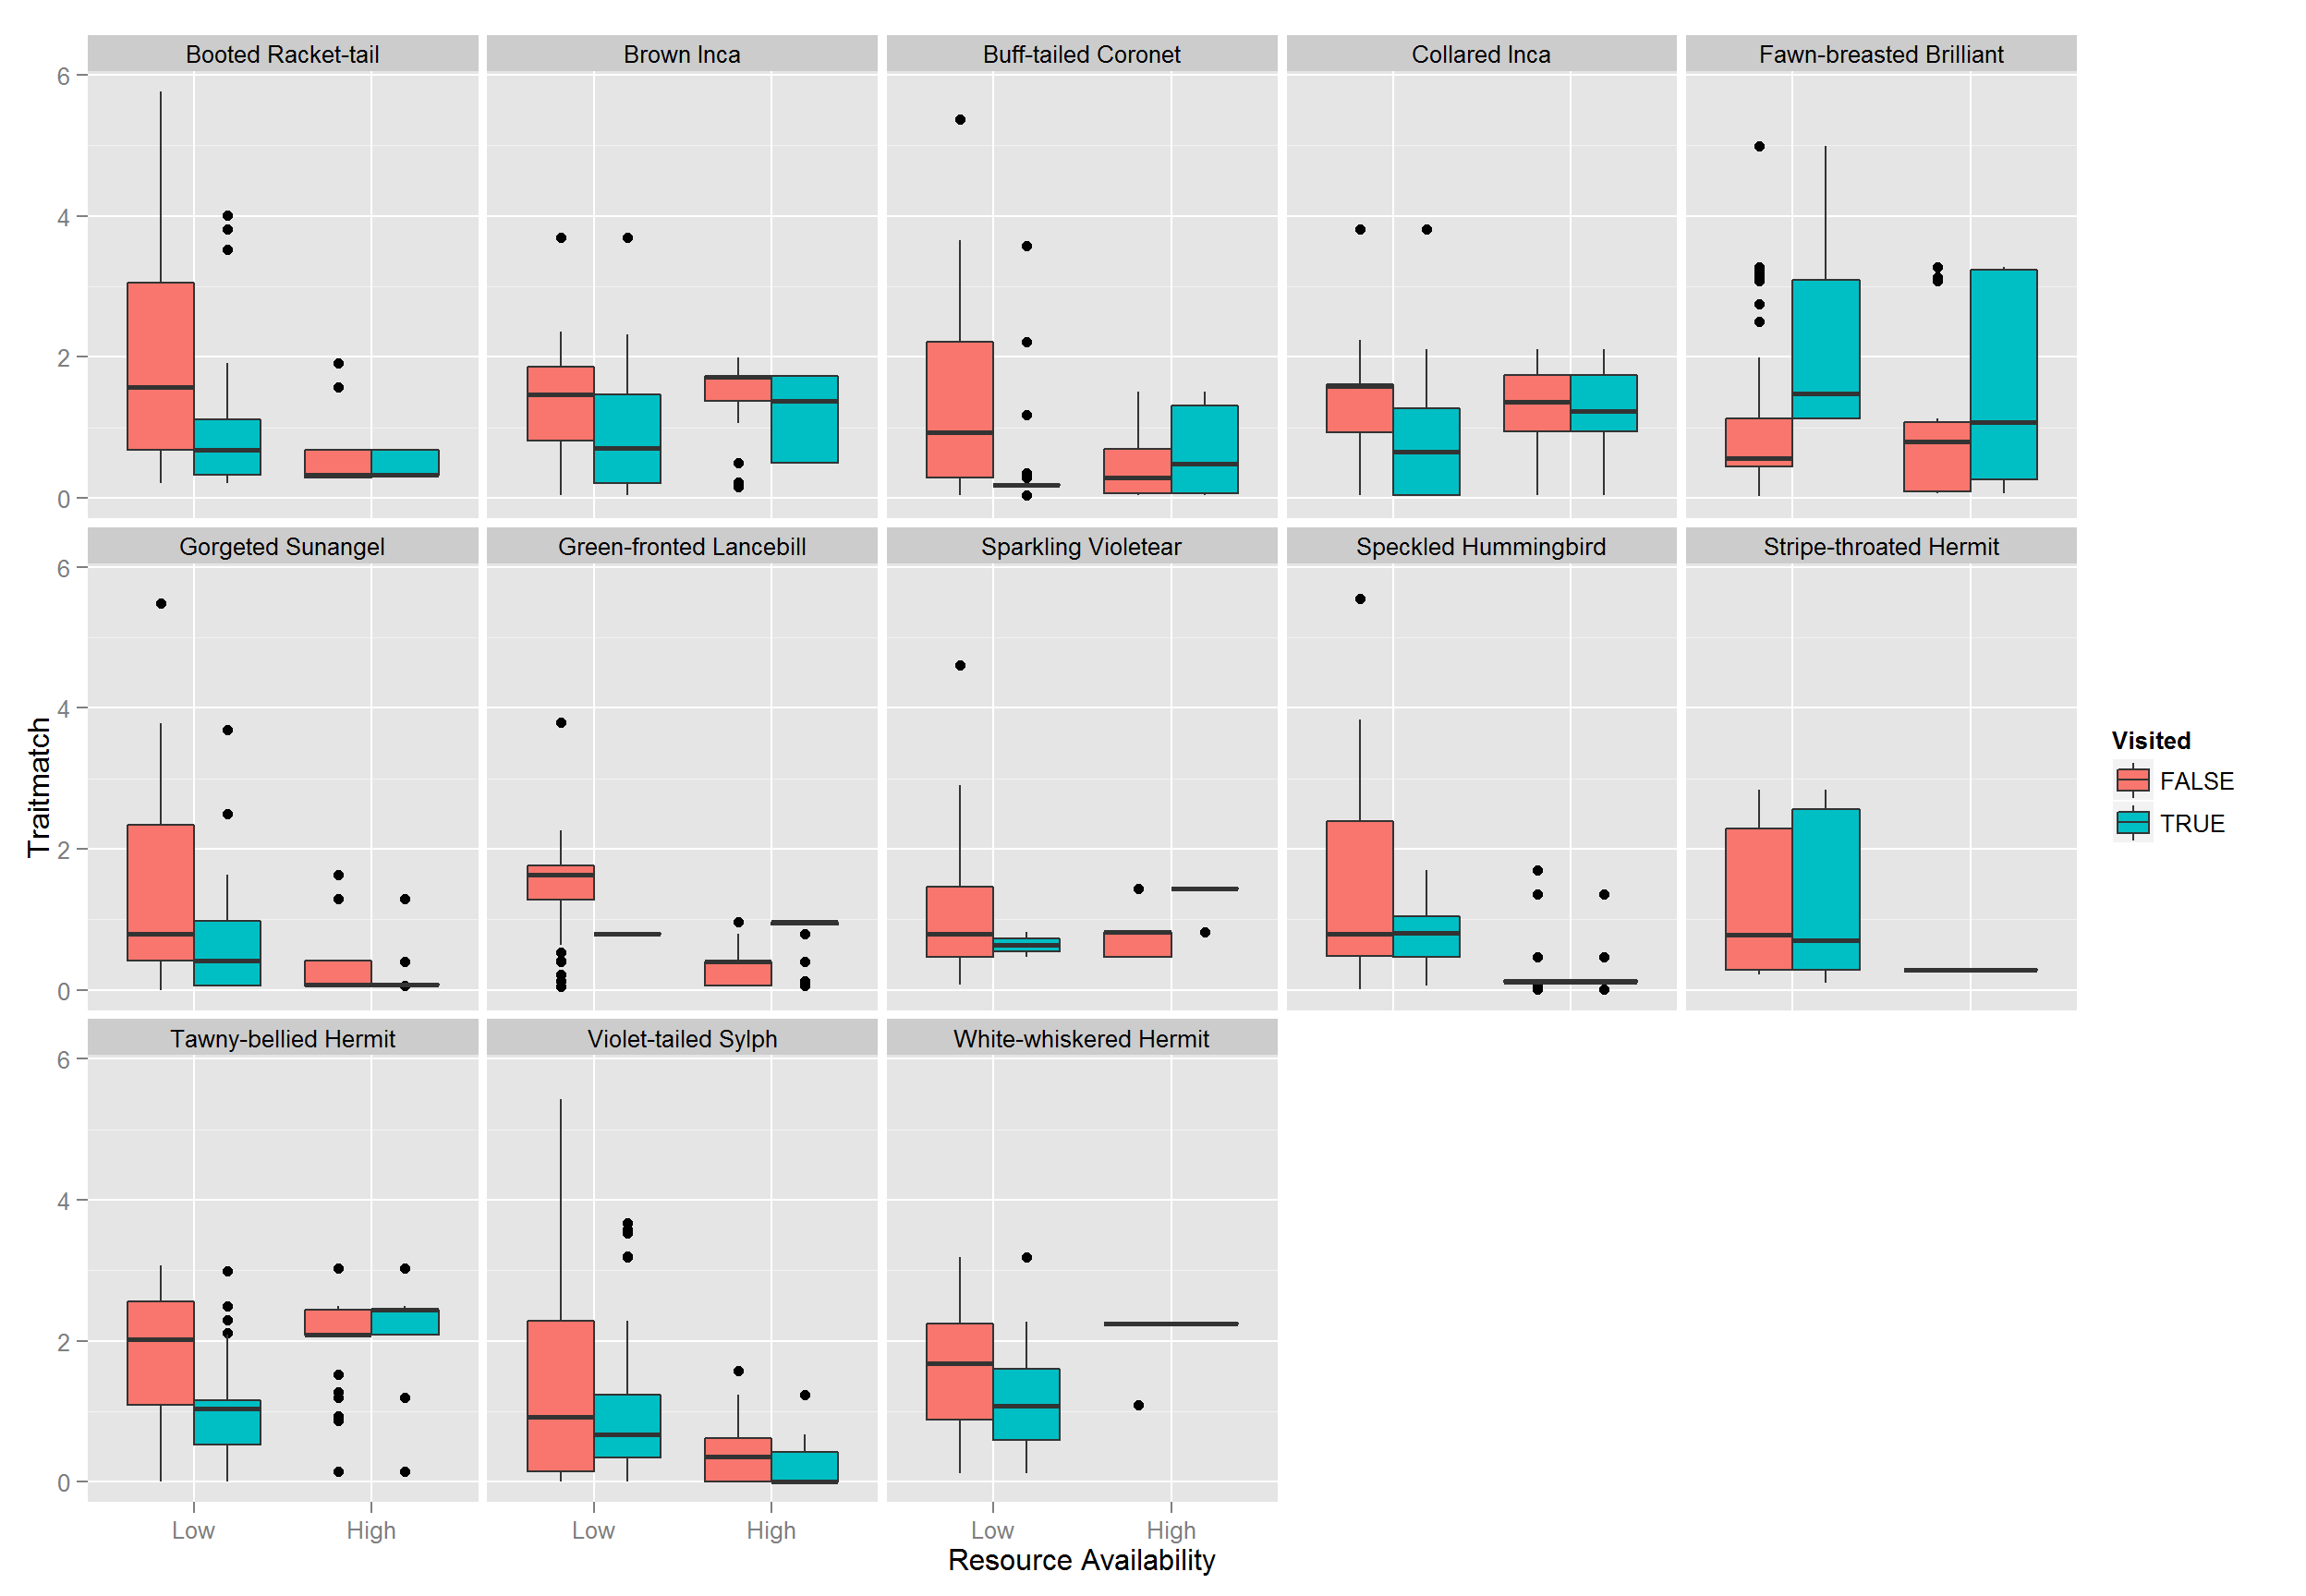 Booted Racket-tail
Brown Inca
Buff-tailed Coronet
Collared Inca
Fawn-breasted Brilliant
6
4
2
0
Gorgeted Sunangel
Green-fronted Lancebill
Sparkling Violetear
Speckled Hummingbird
Stripe-throated Hermit
6
4
2
0
Traitmatch
Visited
FALSE
TRUE
Tawny-bellied Hermit
Violet-tailed Sylph
White-whiskered Hermit
6
4
2
0
Low
High
Low
High
Low
High
Resource Availability